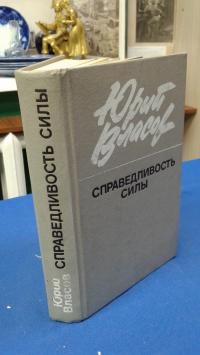 Юрий
Власов
СПРАВЕДЛИВОСТЬ
СИЛЫ
Юрий
Власов
СПРАВЕДЛИВОСТЬ СИЛЫ